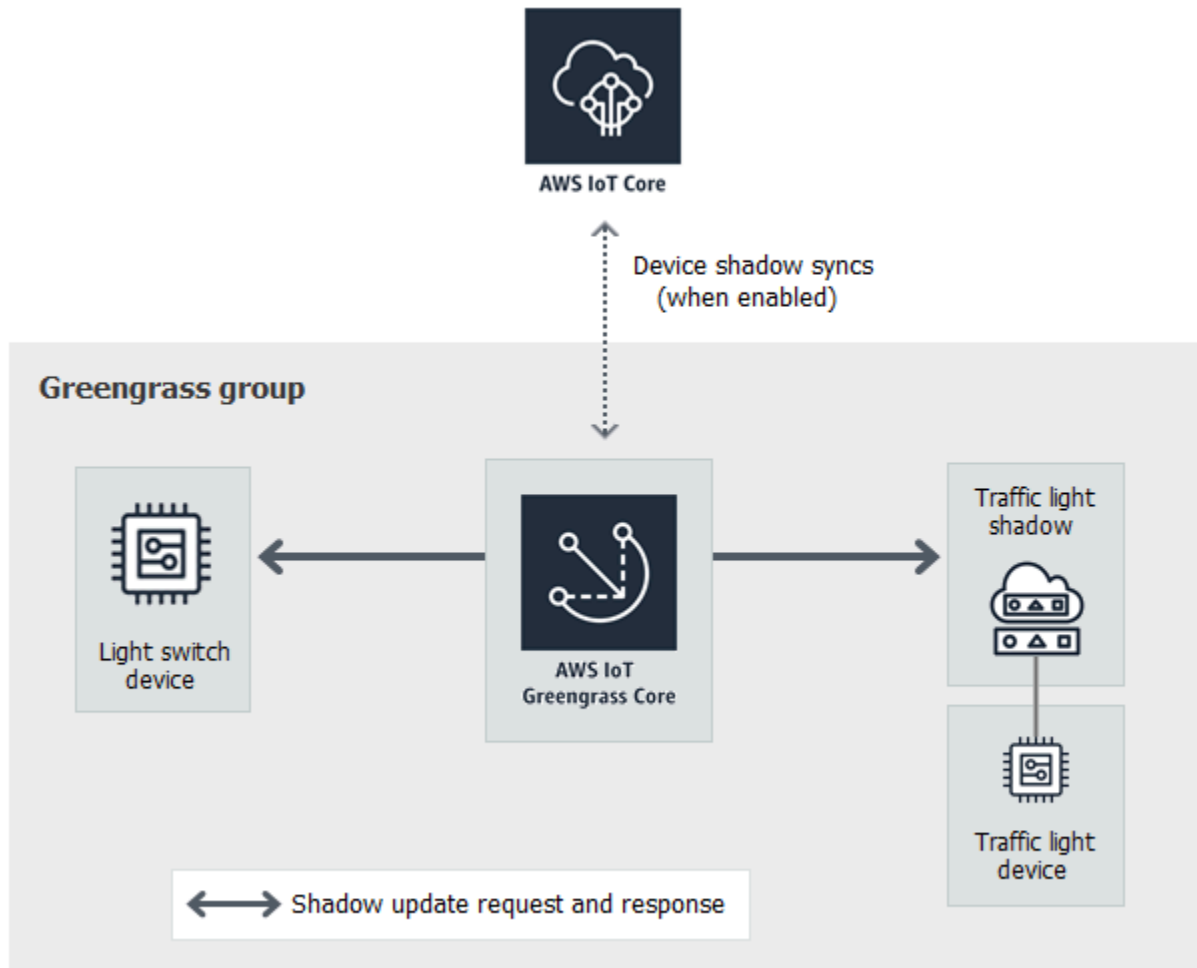 AWS IoT Core
Device shadow syncs
(when enabled)
Greengrass group
Light switch
device
AWS IoT
Greengrass Core
Traffic light
shadow
Traffic light
device
Shadow update request and response